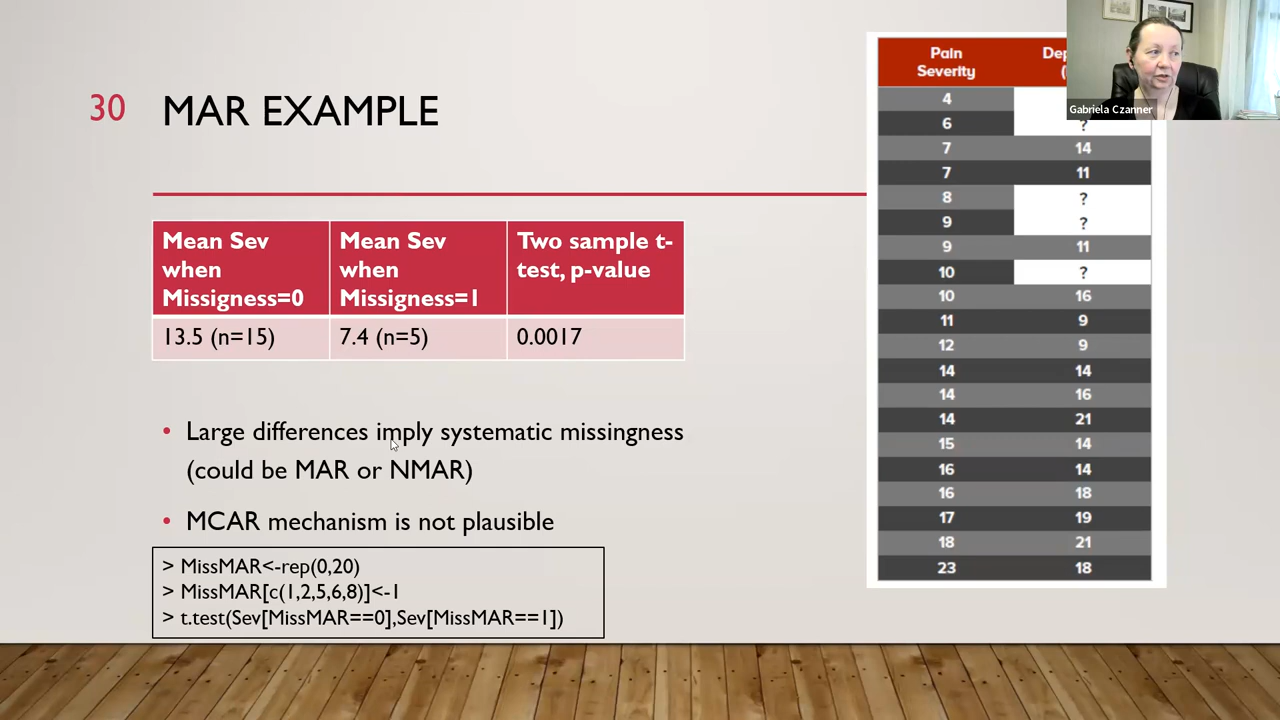 30 MAR EXAMPLE
Mean Sev
when
Missigness=0
Mean Sev
when
Missigness=1
Two sample t-
test, p-value
13.5 (n=15)
7.4 (n=5)
0.0017
• Large differences imply systematic missingness
(could be MAR or NMAR)
• MCAR mechanism is not plausible
> MissMAR<-rep(0,20)
> MissMAR[c(1,2,5,6,8)]<-1
> t.test(Sev[MissMAR==0],Sev[MissMAR==1])
Pain
Severity
4
6 ?
7 14
7 11
8 ?
9 ?
9 11
10 ?
10 16
11 9
12 9
14 14
14 16
14 21
15 14
16 14
16 18
17 19
18 21
23 18
Gabriela Czanner